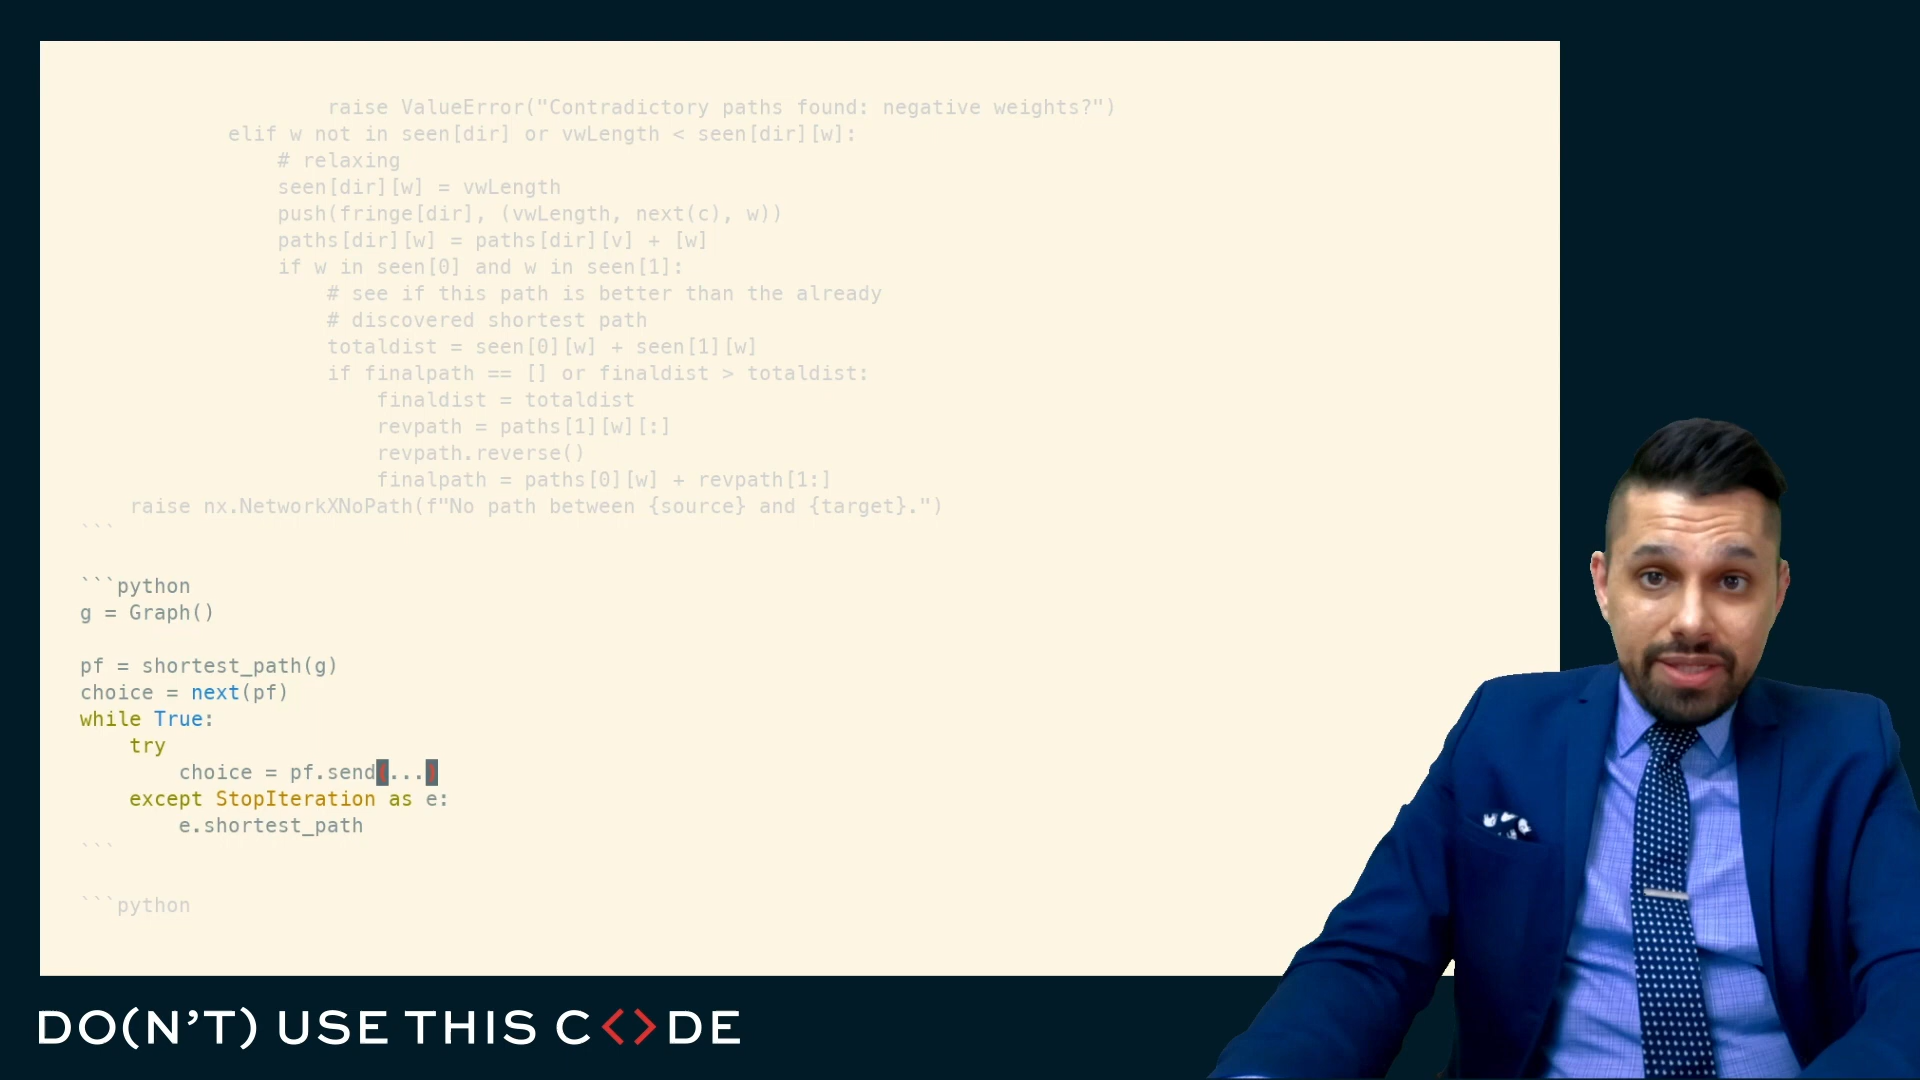 raise ValueError("Contradictory paths found: negative weights?")
elif w not in seen[dir] or vwLength < seen[dir][w]:
# relaxing
seen[dir][w] = vwLength
push(fringe[dir], (vwLength, next(c), w))
paths[dir][w] = paths[dir][v] + [w]
if w in seen[0] and w in seen[1]:
# see if this path is better than the already
# discovered shortest path
totaldist = seen[0][w] + seen[1][w]
if finalpath == [] or finaldist > totaldist:
finaldist = totaldist
revpath = paths[1][w][:]
revpath.reverse()
finalpath = paths[0][w] + revpath[1:]
raise nx.NetworkXNoPath(f"No path between {source} and {target}.")
```
```python
g = Graph()
pf = shortest_path(g)
choice = next(pf)
while True:
try
choice = pf.send(...)
except StopIteration as e:
e.shortest_path
```
```python
DO(N’T) USE THIS C<>DE